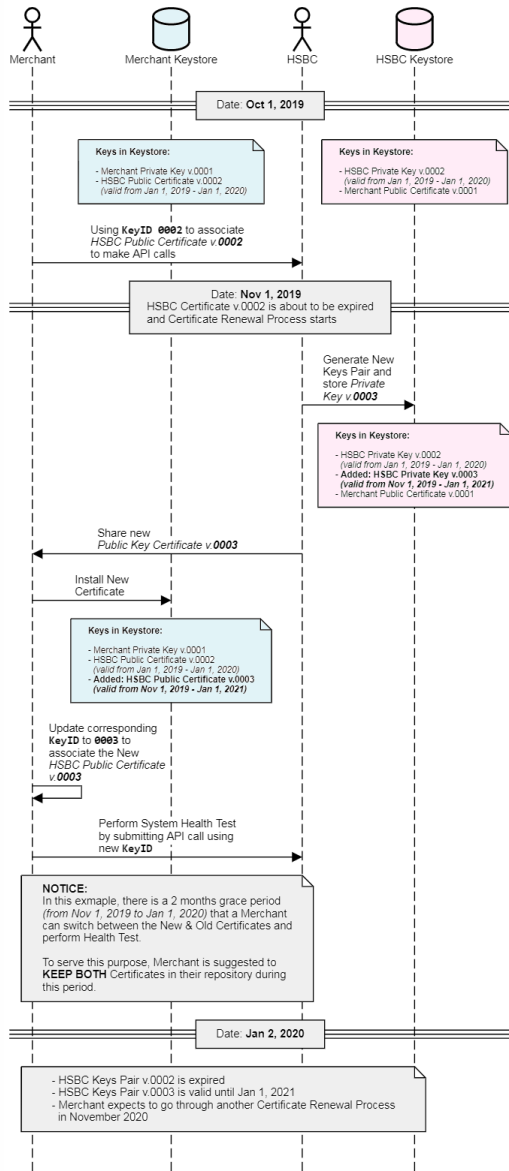 Merchant
Merchant Keystore
HSBC
HSBC Keystore
Date: Oct 1, 2019
Keys in Keystore:
- Merchant Private Key v.0001
- HSBC Public Certificate v.0002
(valid from Jan 1, 2019 - Jan 1, 2020)
Keys in Keystore:
- HSBC Private Key v.0002
(valid from Jan 1, 2019 - Jan 1, 2020)
- Merchant Public Certificate v.0001
Using KeyID 0002 to associate
HSBC Public Certificate v.0002
to make API calls
Date: Nov 1, 2019
HSBC Certificate v.0002 is about to be expired
and Certificate Renewal Process starts
Generate New
Keys Pair and
store Private
Key v.0003
Keys in Keystore:
- HSBC Private Key v.0002
(valid from Jan 1, 2019 - Jan 1, 2020)
- Added: HSBC Private Key v.0003
(valid from Nov 1, 2019 - Jan 1, 2021)
- Merchant Public Certificate v.0001
Share new
Public Key Certificate v.0003
Install New
Certificate
Keys in Keystore:
- Merchant Private Key v.0001
- HSBC Public Certificate v.0002
(valid from Jan 1, 2019 - Jan 1, 2020)
- Added: HSBC Public Certificate v.0003
(valid from Nov 1, 2019 - Jan 1, 2021)
Update corresponding
KeyID to 0003 to
associate the New
HSBC Public Certificate
v.0003
Perform System Health Test
by submitting API call using
new KeyID
NOTICE:
In this exmaple, there is a 2 months grace period
(from Nov 1, 2019 to Jan 1, 2020) that a Merchant
can switch between the New & Old Certificates and
perform Health Test.
To serve this purpose, Merchant is suggested to
KEEP BOTH Certificates in their repository during
this period.
Date: Jan 2, 2020
- HSBC Keys Pair v.0002 is expired
- HSBC Keys Pair v.0003 is valid until Jan 1, 2021
- Merchant expects to go through another Certificate Renewal Process
in November 2020